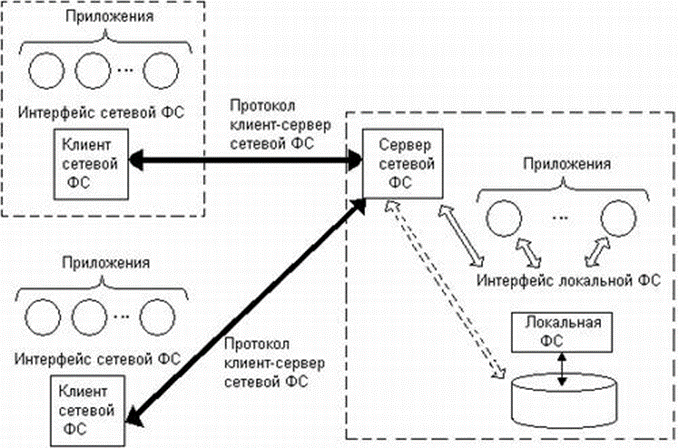 Приложения
Интерфейс сетевой ФС
Клиент
сетевой
ФС
Протокол
клиент-сервер
сетевой ФС
Сервер
сетевой
ФС
Приложения
Интерфейс локальной ФС
Локальная
ФС
Приложения
Интерфейс сетевой ФС
Клиент
сетевой
ФС
Протокол
клиент-сервер
сетевой ФС